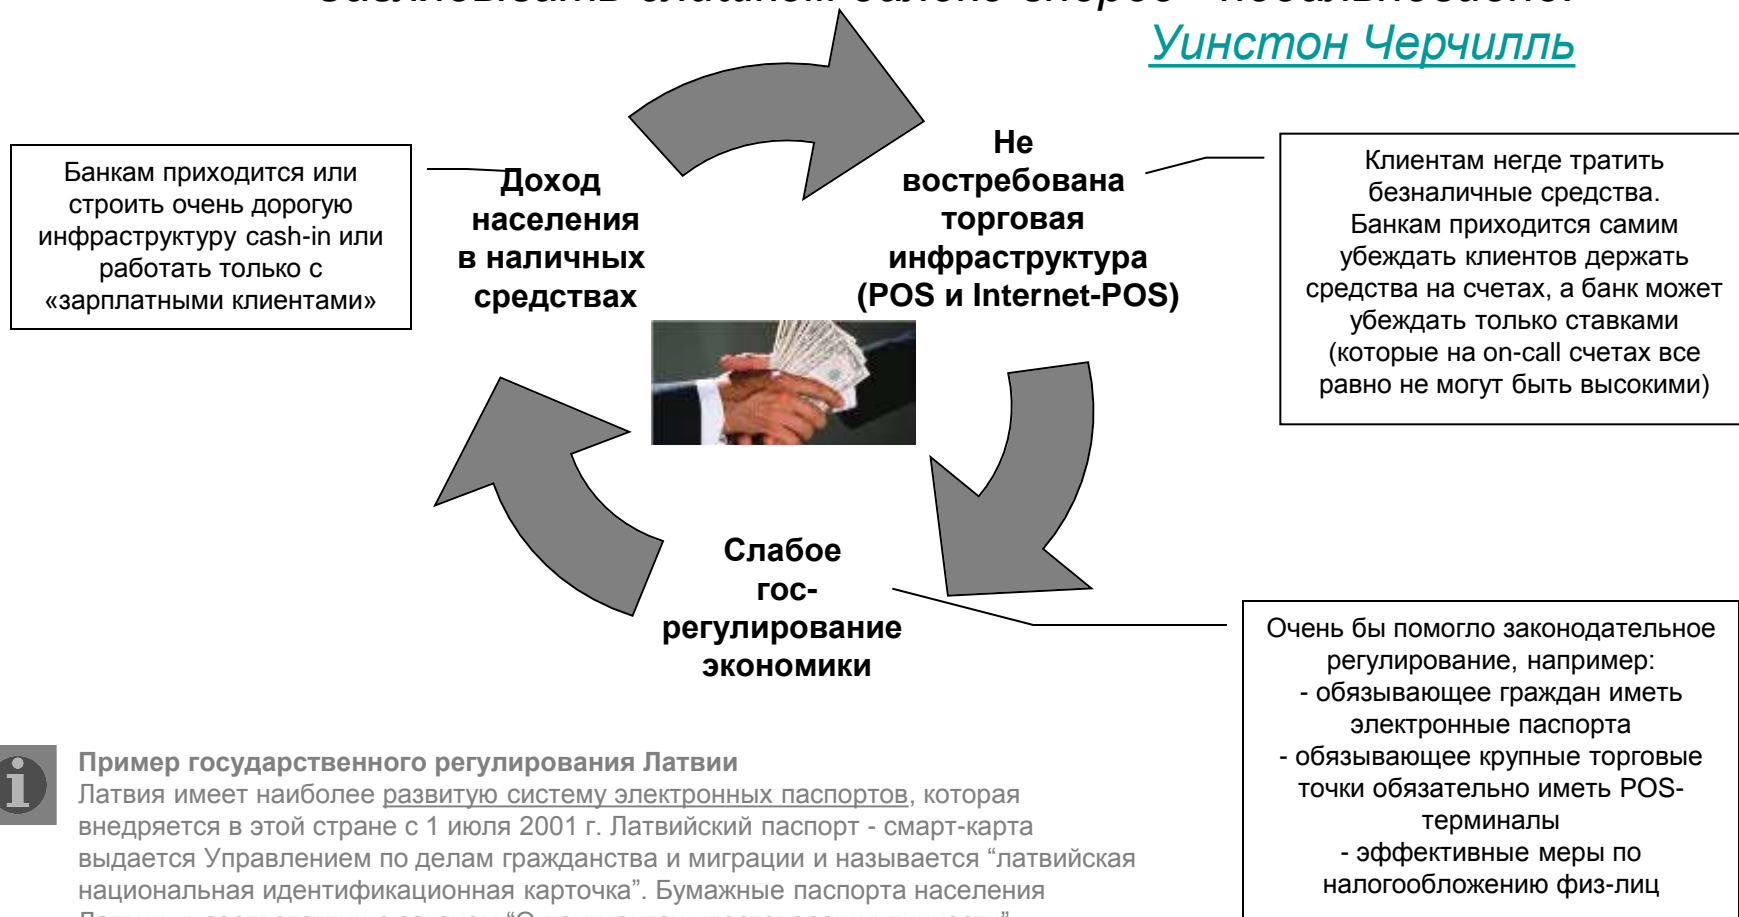 Уинстон Черчилль
Банкам приходится или
строить очень дорогую
инфраструктуру cash-in или
работать только с
«зарплатными клиентами»
Доход
населения
в наличных
средствах
Не
востребована
торговая
инфраструктура
(POS и Internet-POS)
Клиентам негде тратить
безналичные средства.
Банкам приходится самим
убеждать клиентов держать
средства на счетах, а банк может
убеждать только ставками
(которые на on-call счетах все
равно не могут быть высокими)
Слабое
гос-
регулирование
экономики
Очень бы помогло законодательное
регулирование, например:
- обязывающее граждан иметь
электронные паспорта
- обязывающее крупные торговые
точки обязательно иметь POS-
терминалы
- эффективные меры по
налогообложению физ-лиц
Пример государственного регулирования Латвии
Латвия имеет наиболее развитую систему электронных паспортов, которая
внедряется в этой стране с 1 июля 2001 г. Латвийский паспорт - смарт-карта
выдается Управлением по делам гражданства и миграции и называется “латвийская
национальная идентификационная карточка”. Бумажные паспорта населения